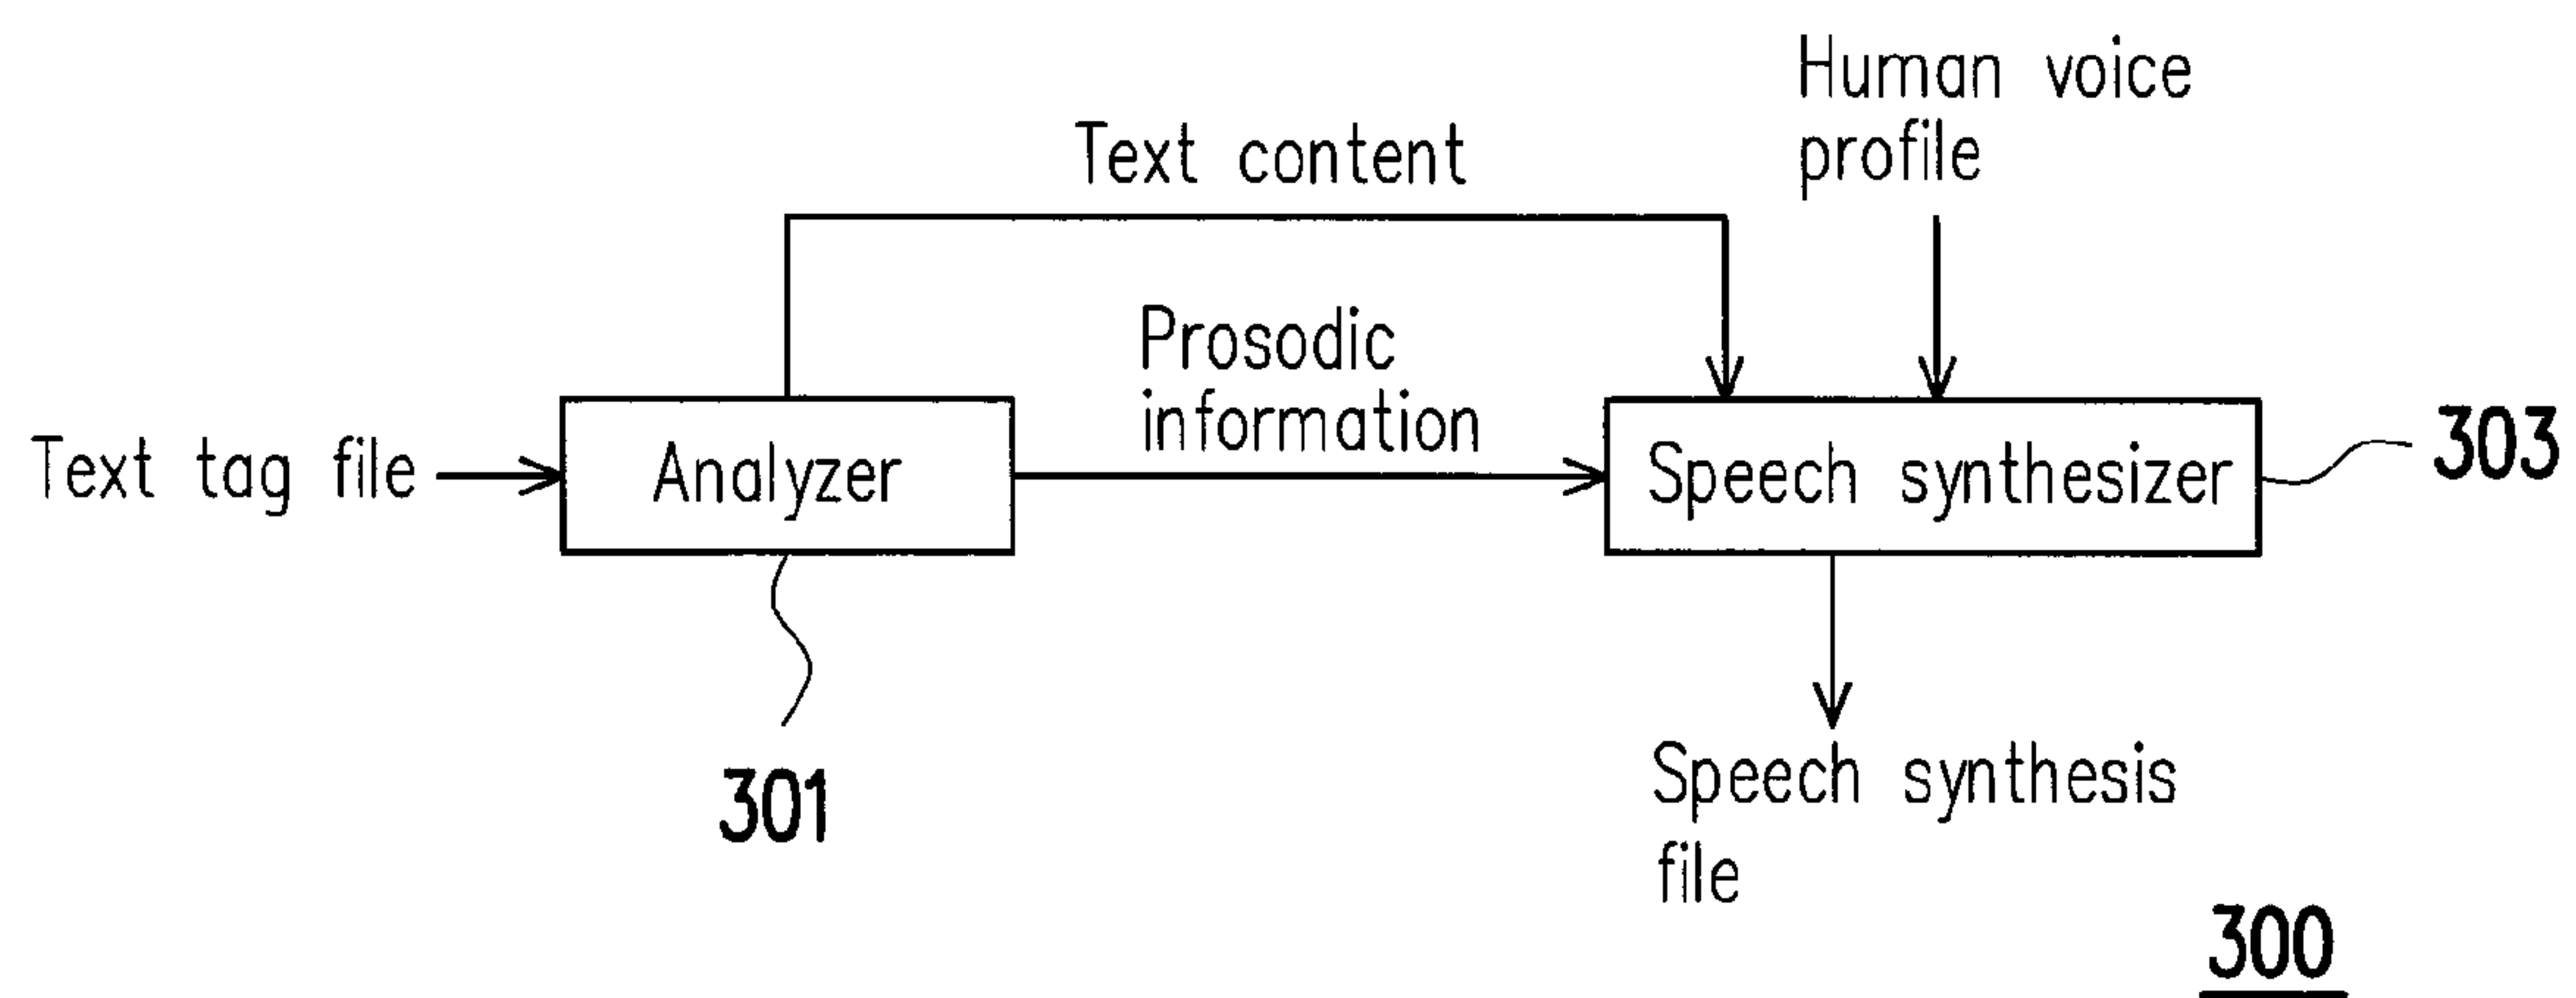 Human voice
profile
Text content
Prosodic
information
Text tag file
Analyzer
Speech synthesizer
303
301
Speech synthesis
file
300